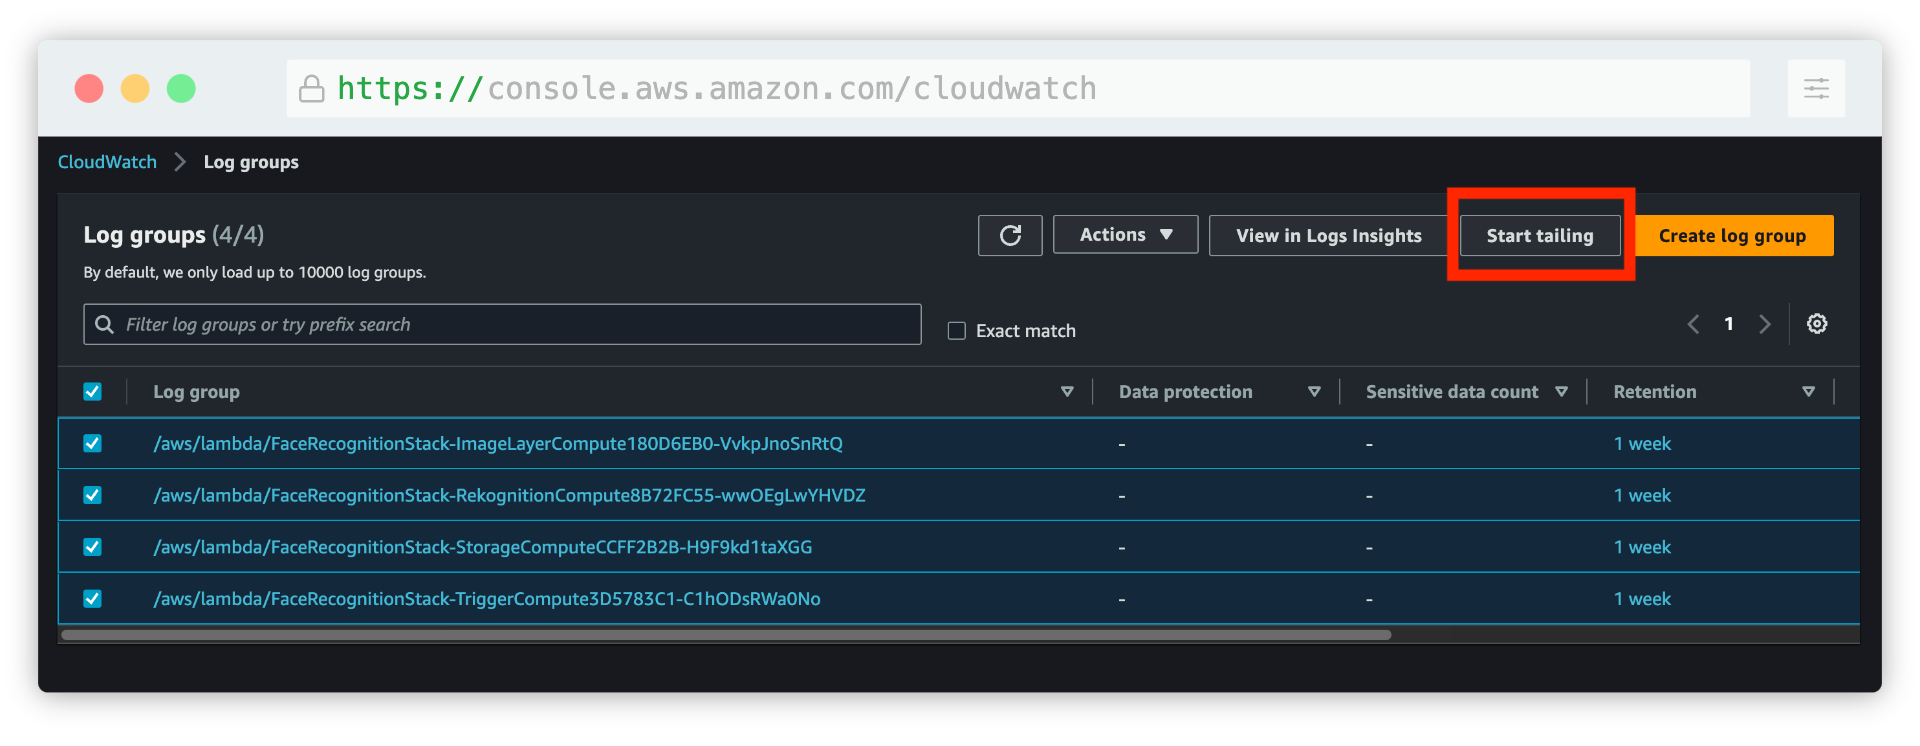 https://console.aws.amazon.com/cloudwatch
CloudWatch Log groups
Log groups (4/4)
Actions View in Logs Insights Start tailing Create log group
By default, we only load up to 10000 log groups.
Filter log groups or try prefix search Exact match 1
Log group Data protection Sensitive data count Retention
/aws/lambda/FaceRecognitionStack-ImageLayerCompute180D6EB0-VvkpJnoSnRtQ - - 1 week
/aws/lambda/FaceRecognitionStack-RekognitionCompute8B72FC55-wwOEgLwYHVDZ - - 1 week
/aws/lambda/FaceRecognitionStack-StorageComputeCCFF2B2B-H9F9kd1taXGG - - 1 week
/aws/lambda/FaceRecognitionStack-TriggerCompute3D5783C1-C1hODsRWa0No - - 1 week